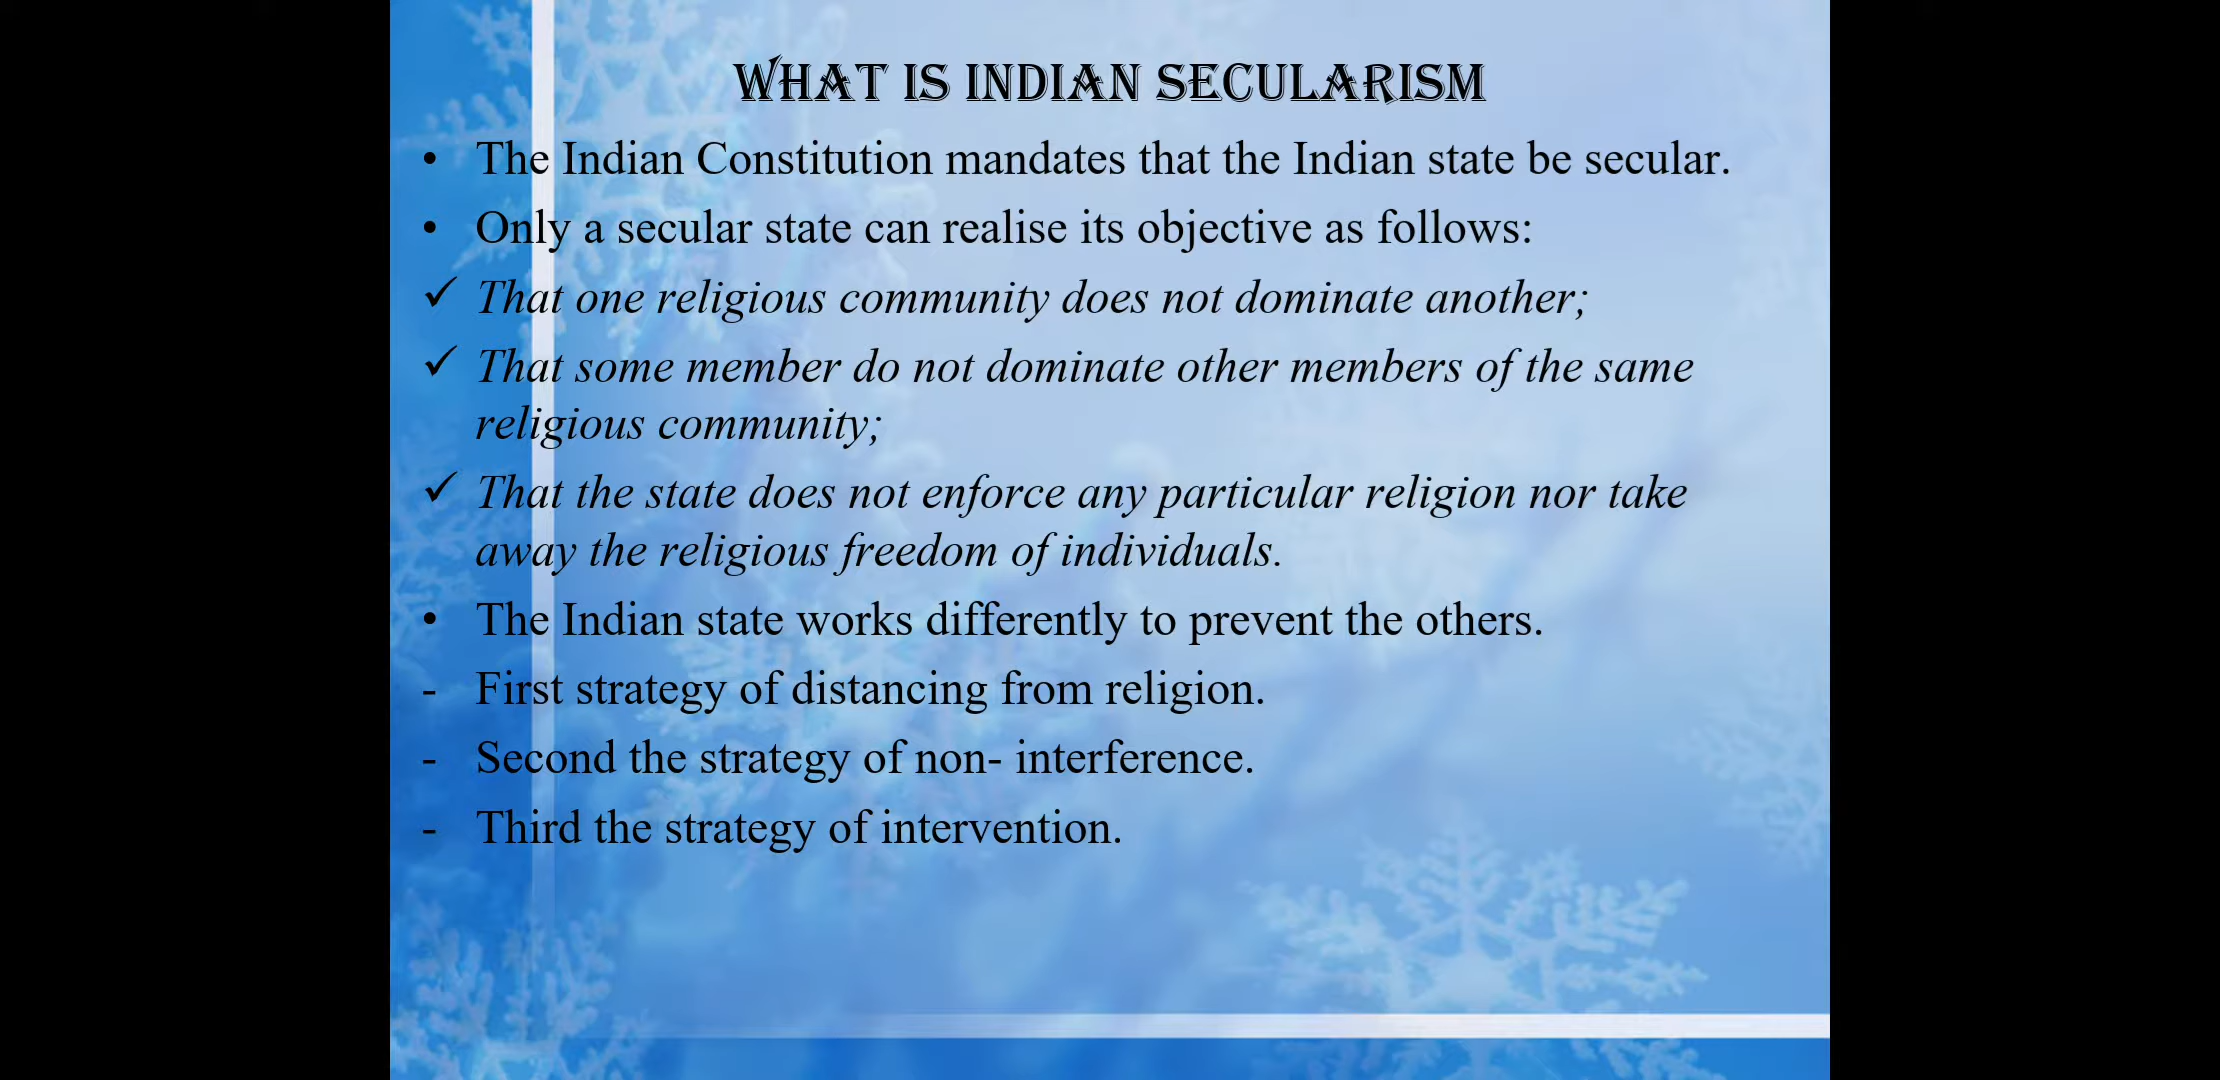 WHAT IS INDIAN SECULARISM
• The Indian Constitution mandates that the Indian state be secular.
• Only a secular state can realise its objective as follows:
✓ That one religious community does not dominate another;
✓ That some member do not dominate other members of the same
religious community;
✓ That the state does not enforce any particular religion nor take
away the religious freedom of individuals.
• The Indian state works differently to prevent the others.
- First strategy of distancing from religion.
- Second the strategy of non- interference.
- Third the strategy of intervention.